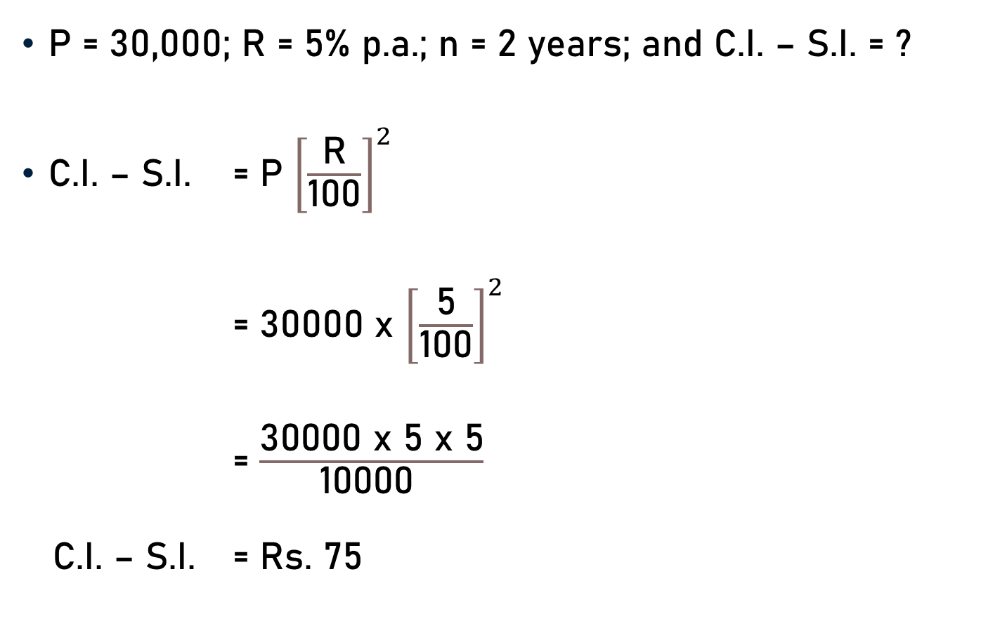 • P = 30,000; R = 5% p.a.; n = 2 years; and C.I. – S.I. = ?
• C.I. – S.I. = P [R/100]²
= 30000 x [5/100]²
= 30000 x 5 x 5 / 10000
C.I. – S.I. = Rs. 75